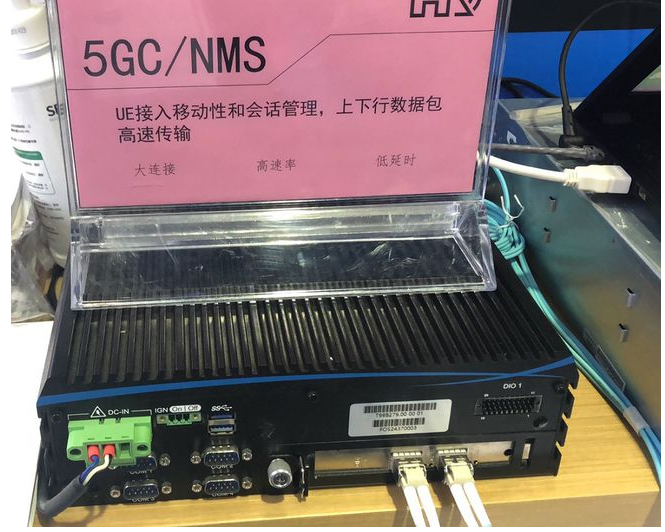 5GC/NMS
UE接入移动性和会话管理，上下行数据包
高速传输
大连接 高速率 低延时
DIO 1
DC-IN
IGN On Off